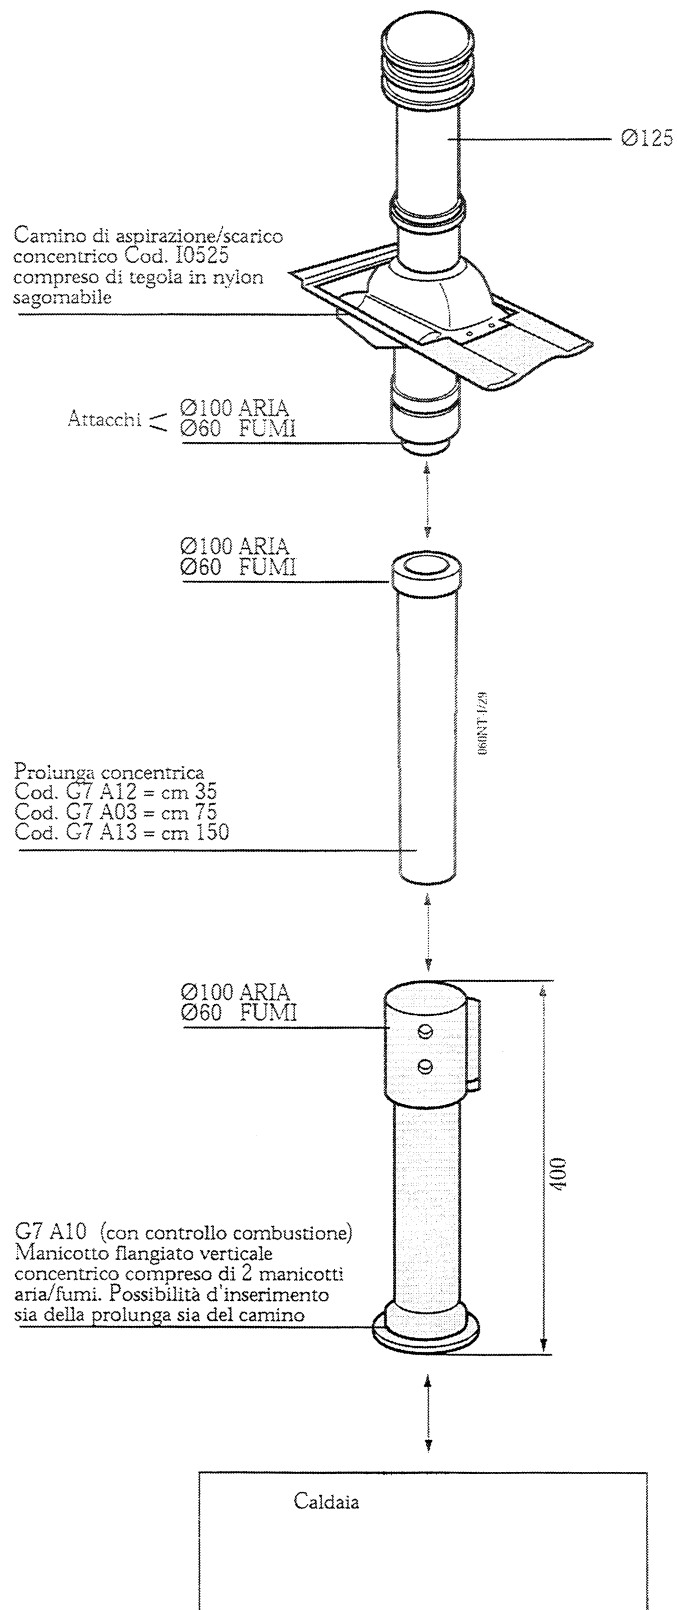 Ø125
Camino di aspirazione/scarico
concentrico Cod. I0525
compreso di tegola in nylon
sagomabile
Attacchi < Ø100 ARIA
Ø60 FUMI
Ø100 ARIA
Ø60 FUMI
060NT-1/29
Prolunga concentrica
Cod. G7 A12 = cm 35
Cod. G7 A03 = cm 75
Cod. G7 A13 = cm 150
Ø100 ARIA
Ø60 FUMI
400
G7 A10 (con controllo combustione)
Manicotto flangiato verticale
concentrico compreso di 2 manicotti
aria/fumi. Possibilità d'inserimento
sia della prolunga sia del camino
Caldaia